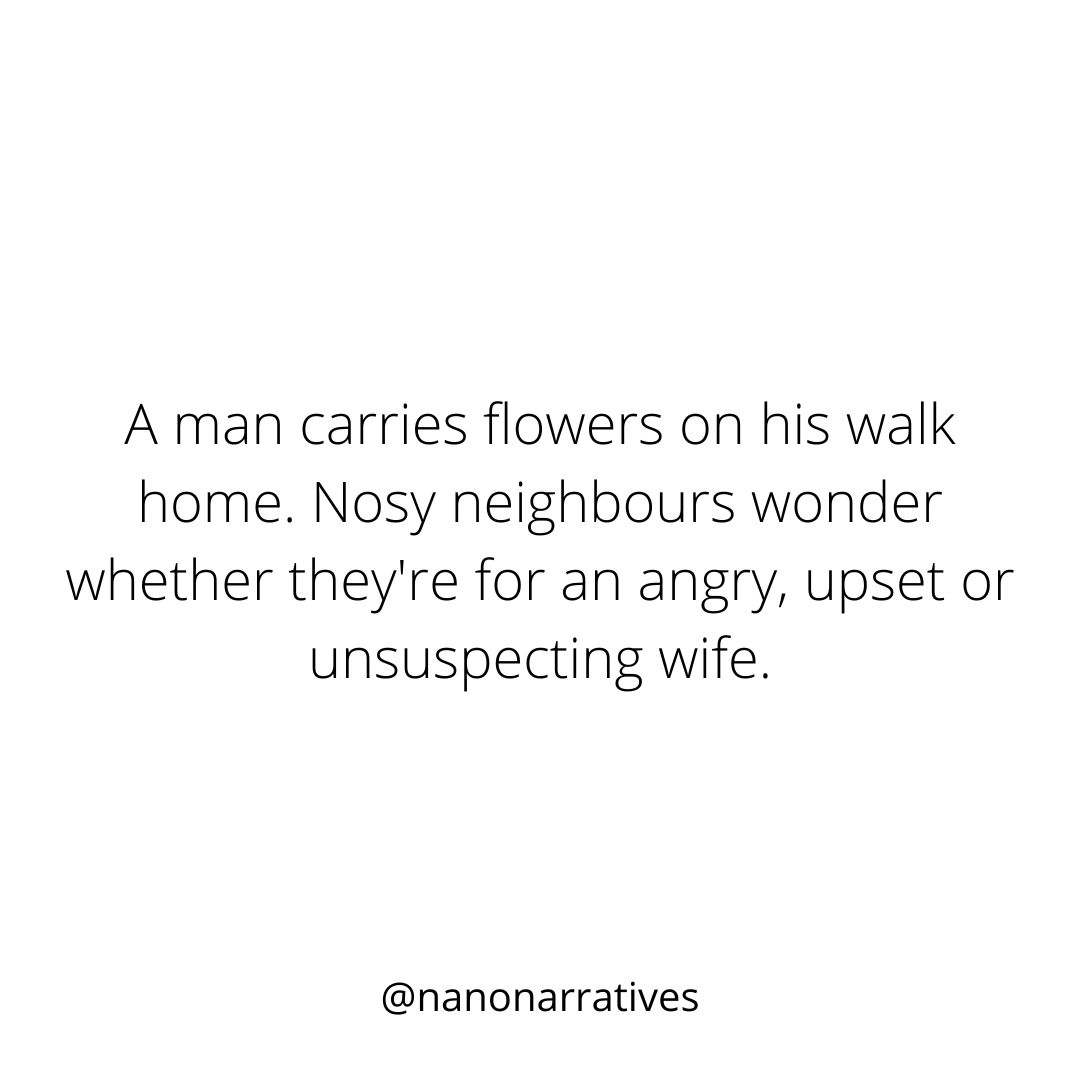 A man carries flowers on his walk
home. Nosy neighbours wonder
whether they're for an angry, upset or
unsuspecting wife.
@nanonarratives